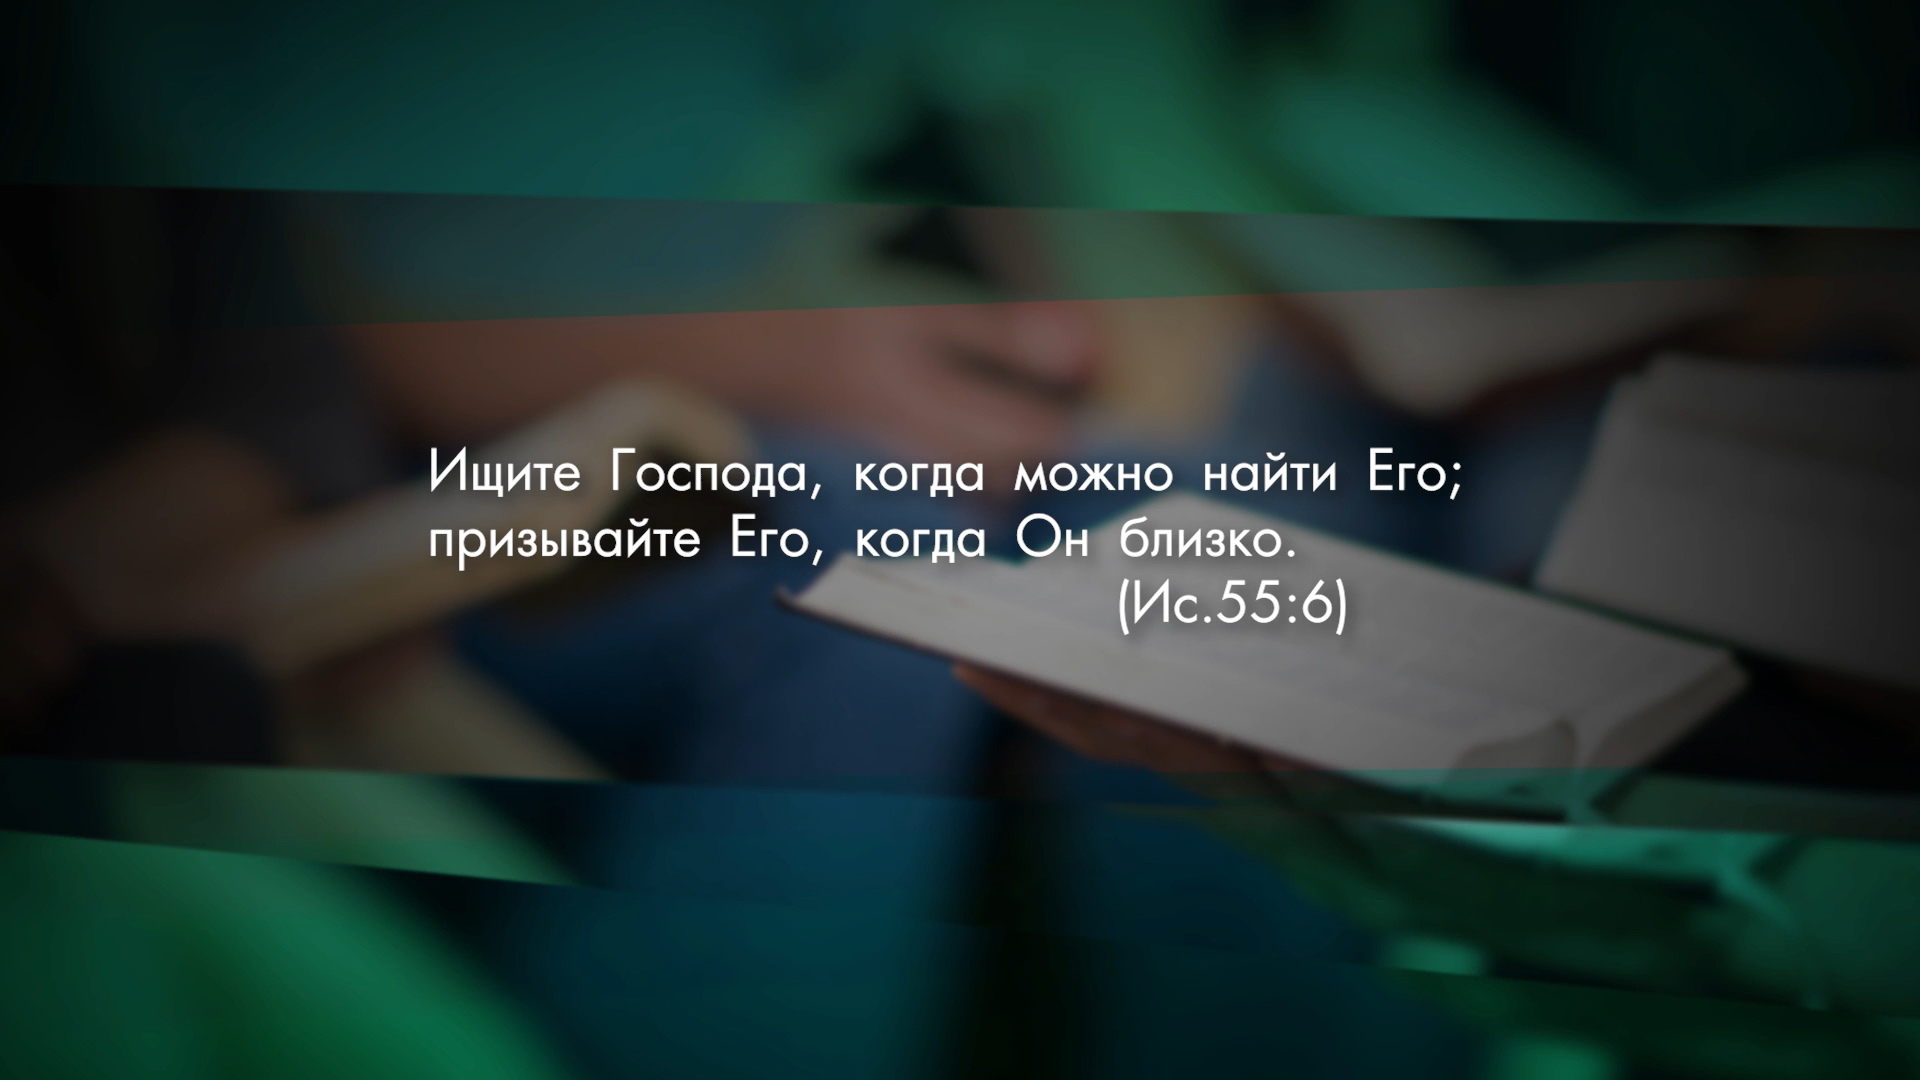 Ищите Господа, когда можно найти Его;
призывайте Его, когда Он близко.
(Ис.55:6)